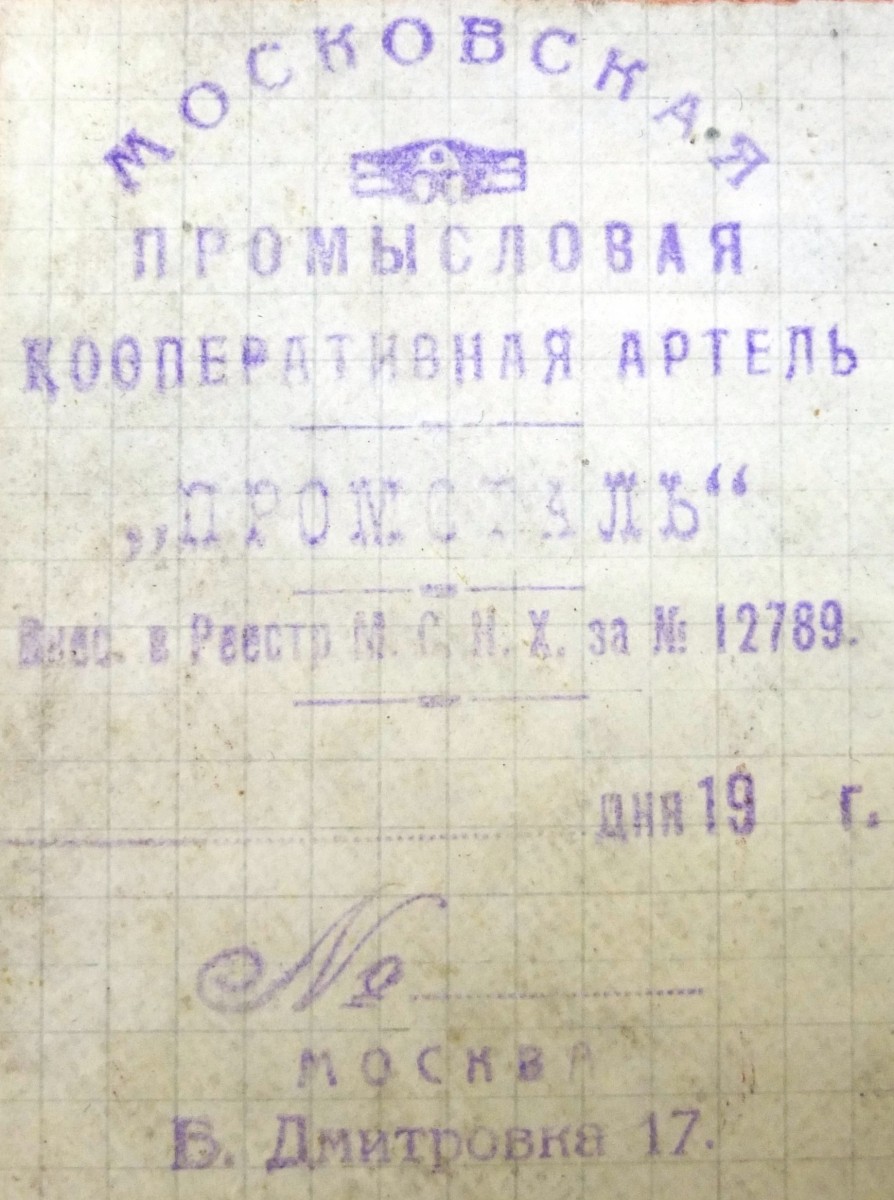 МОСКОВСКАЯ
ПРОМЫСЛОВАЯ
КООПЕРАТИВНАЯ АРТЕЛЬ
„ПРОМСТАЛЬ“
Внес. в Реестр М. С. Н. Х. за № 12789.
дня 19 г.
№
МОСКВА
Б. Дмитровка 17.